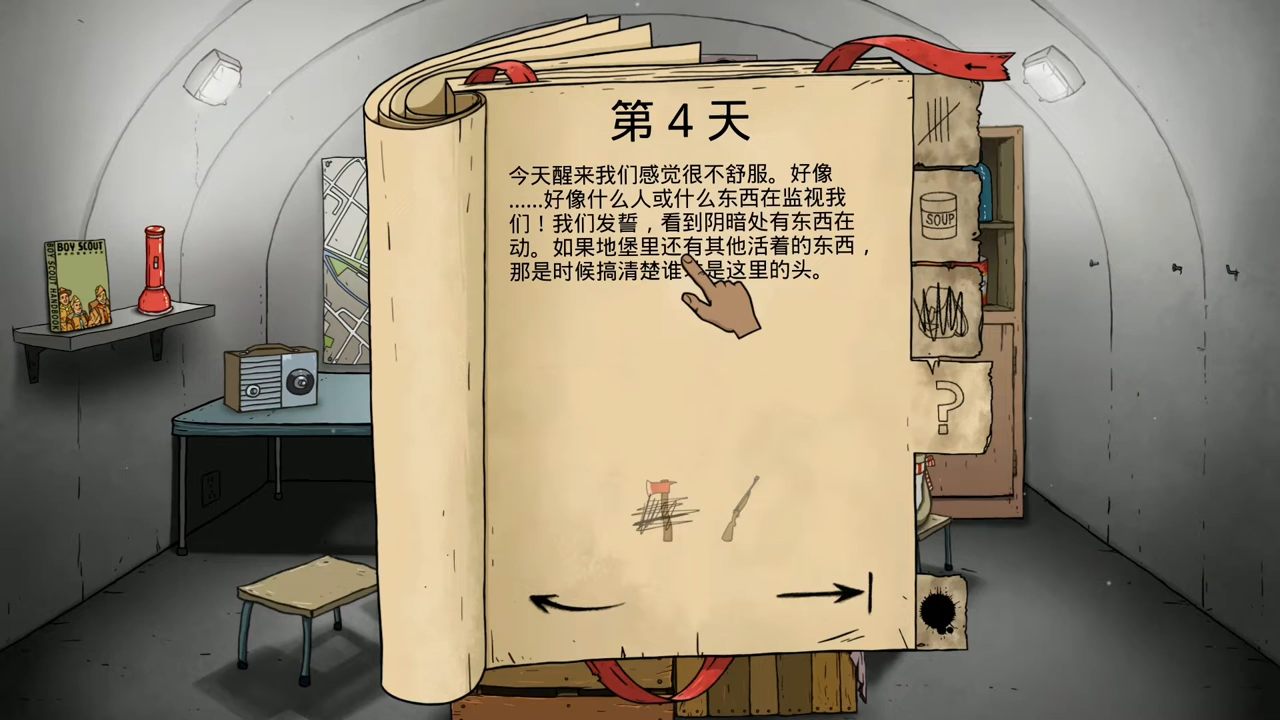 第 4 天
今天醒来我们感觉很不舒服。好像
......好像什么人或什么东西在监视我
们！我们发誓，看到阴暗处有东西在
动。如果地堡里还有其他活着的东西，
那是时候搞清楚谁是这里的头。
BOY SCOUT
BOY SCOUT HANDBOOK
SOUP